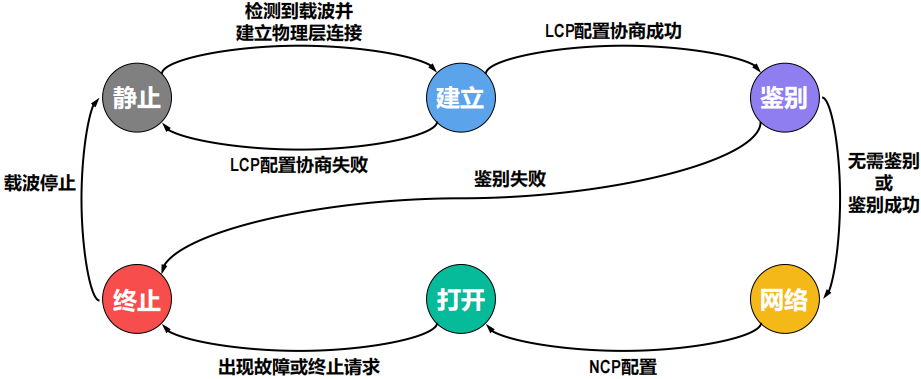 检测到载波并
建立物理层连接
LCP配置协商成功
静止
建立
鉴别
LCP配置协商失败
载波停止
鉴别失败
无需鉴别
或
鉴别成功
终止
打开
网络
出现故障或终止请求
NCP配置